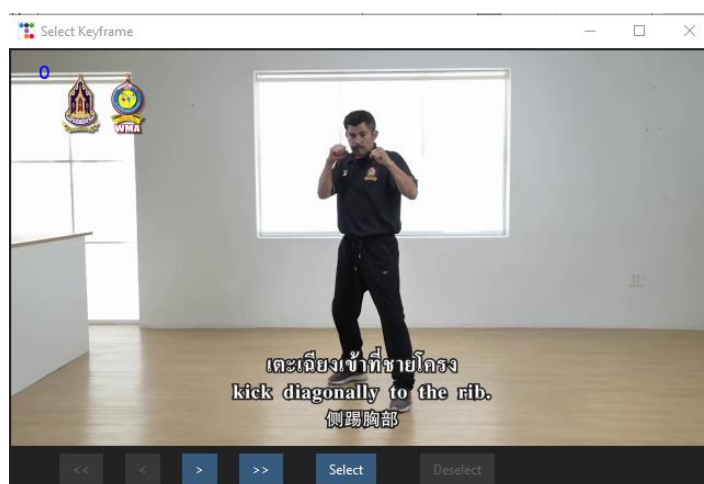 Select Keyframe
0
WMA
เตะเฉียงเข้าที่ชายโครง
kick diagonally to the rib.
侧踢胸部
<< < > >> Select Deselect